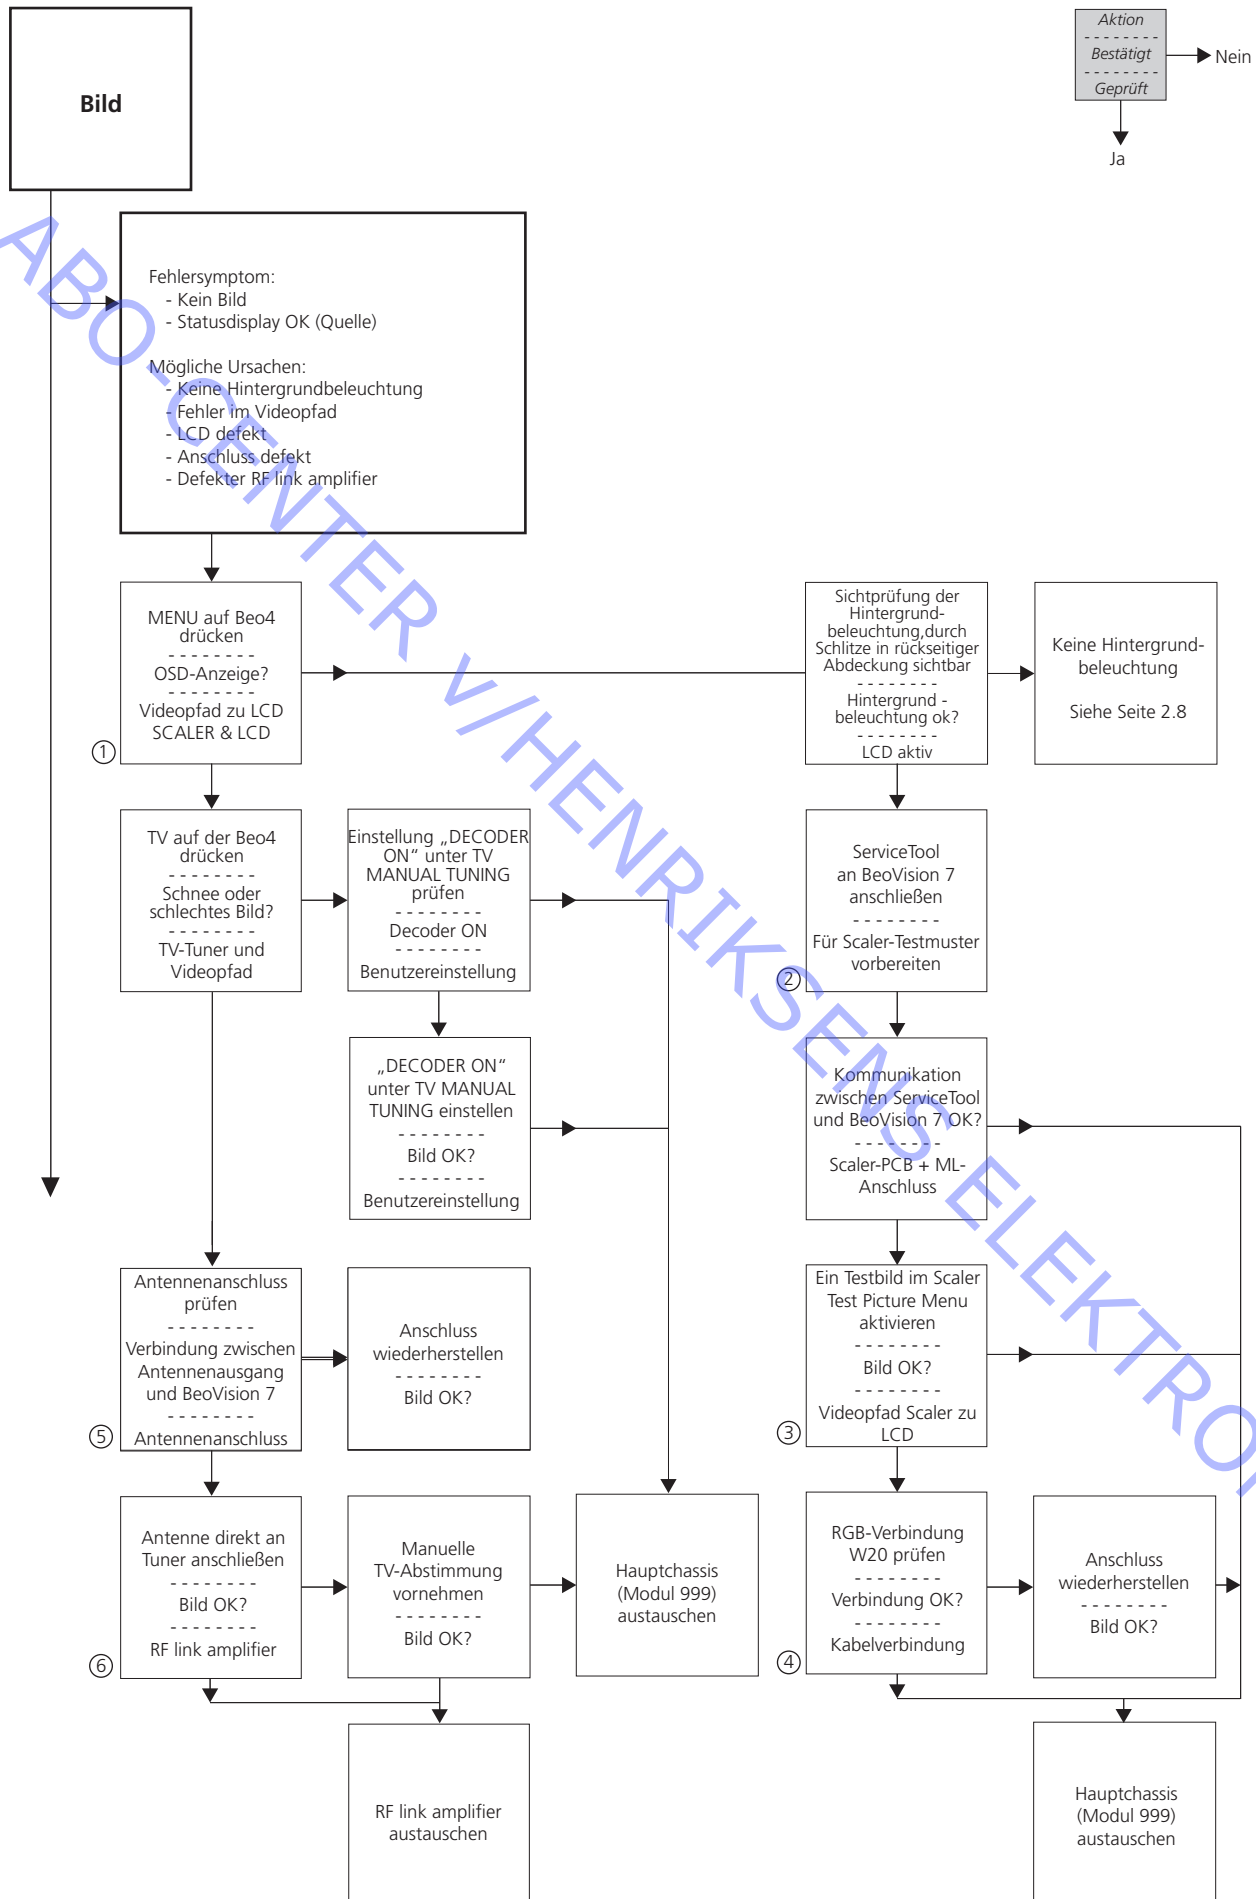 Aktion
- - - - - - - -
Bestätigt
- - - - - - - -
Geprüft
Nein
Ja
Bild
Fehlersymptom:
- Kein Bild
- Statusdisplay OK (Quelle)
Mögliche Ursachen:
- Keine Hintergrundbeleuchtung
- Fehler im Videopfad
- LCD defekt
- Anschluss defekt
- Defekter RF link amplifier
MENU auf Beo4
drücken
- - - - - - - -
OSD-Anzeige?
- - - - - - - -
Videopfad zu LCD
SCALER & LCD
①
Sichtprüfung der
Hintergrund-
beleuchtung,durch
Schlitze in rückseitiger
Abdeckung sichtbar
- - - - - - - -
Hintergrund -
beleuchtung ok?
- - - - - - - -
LCD aktiv
Keine Hintergrund-
beleuchtung
Siehe Seite 2.8
TV auf der Beo4
drücken
- - - - - - - -
Schnee oder
schlechtes Bild?
- - - - - - - -
TV-Tuner und
Videopfad
Einstellung „DECODER
ON“ unter TV
MANUAL TUNING
prüfen
- - - - - - - -
Decoder ON
- - - - - - - -
Benutzereinstellung
ServiceTool
an BeoVision 7
anschließen
- - - - - - - -
Für Scaler-Testmuster
vorbereiten
②
„DECODER ON“
unter TV MANUAL
TUNING einstellen
- - - - - - - -
Bild OK?
- - - - - - - -
Benutzereinstellung
Kommunikation
zwischen ServiceTool
und BeoVision 7 OK?
- - - - - - - -
Scaler-PCB + ML-
Anschluss
Antennenanschluss
prüfen
- - - - - - - -
Verbindung zwischen
Antennenausgang
und BeoVision 7
- - - - - - - -
Antennenanschluss
⑤
Anschluss
wiederherstellen
- - - - - - - -
Bild OK?
Ein Testbild im Scaler
Test Picture Menu
aktivieren
- - - - - - - -
Bild OK?
- - - - - - - -
Videopfad Scaler zu
LCD
③
Antenne direkt an
Tuner anschließen
- - - - - - - -
Bild OK?
- - - - - - - -
RF link amplifier
⑥
Manuelle
TV-Abstimmung
vornehmen
- - - - - - - -
Bild OK?
Hauptchassis
(Modul 999)
austauschen
RGB-Verbindung
W20 prüfen
- - - - - - - -
Verbindung OK?
- - - - - - - -
Kabelverbindung
④
Anschluss
wiederherstellen
- - - - - - - -
Bild OK?
RF link amplifier
austauschen
Hauptchassis
(Modul 999)
austauschen
ABO-CENTER v/HENRIKSENS ELEKTRO